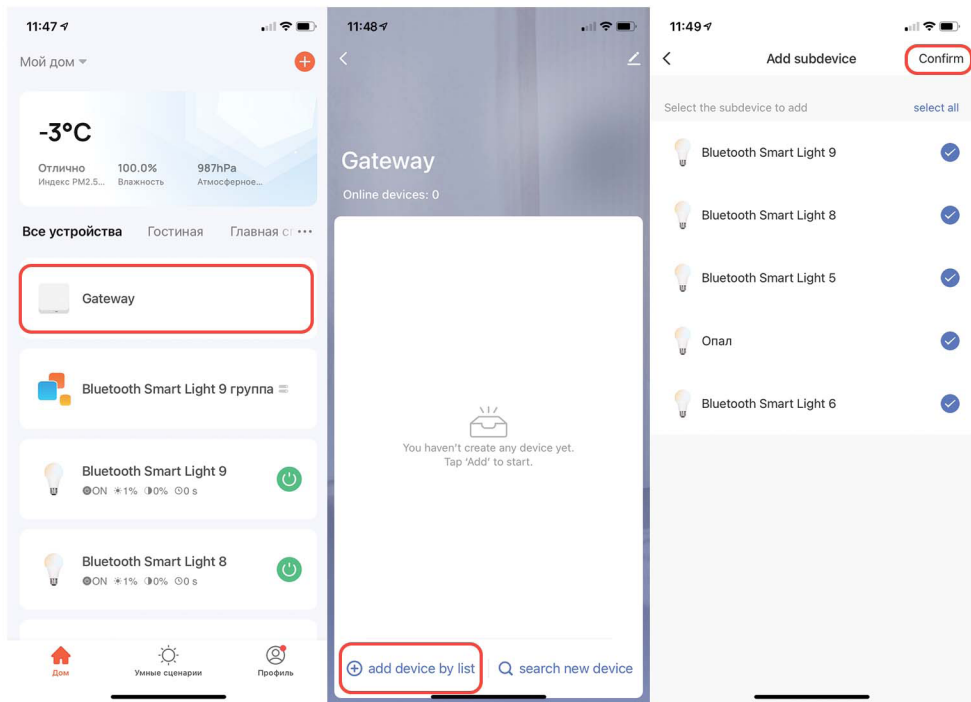 11:47
Мой дом
-3°C
Отлично 100.0% 987hPa
Индекс PM2.5... Влажность Атмосферное...
Все устройства Гостиная Главная сп...
Gateway
Bluetooth Smart Light 9 группа
Bluetooth Smart Light 9
ON 1% 0% 0 s
Bluetooth Smart Light 8
ON 1% 0% 0 s
Дом Умные сценарии Профиль
11:48
Gateway
Online devices: 0
You haven't create any device yet.
Tap 'Add' to start.
add device by list search new device
11:49
Add subdevice Confirm
Select the subdevice to add select all
Bluetooth Smart Light 9
Bluetooth Smart Light 8
Bluetooth Smart Light 5
Опал
Bluetooth Smart Light 6